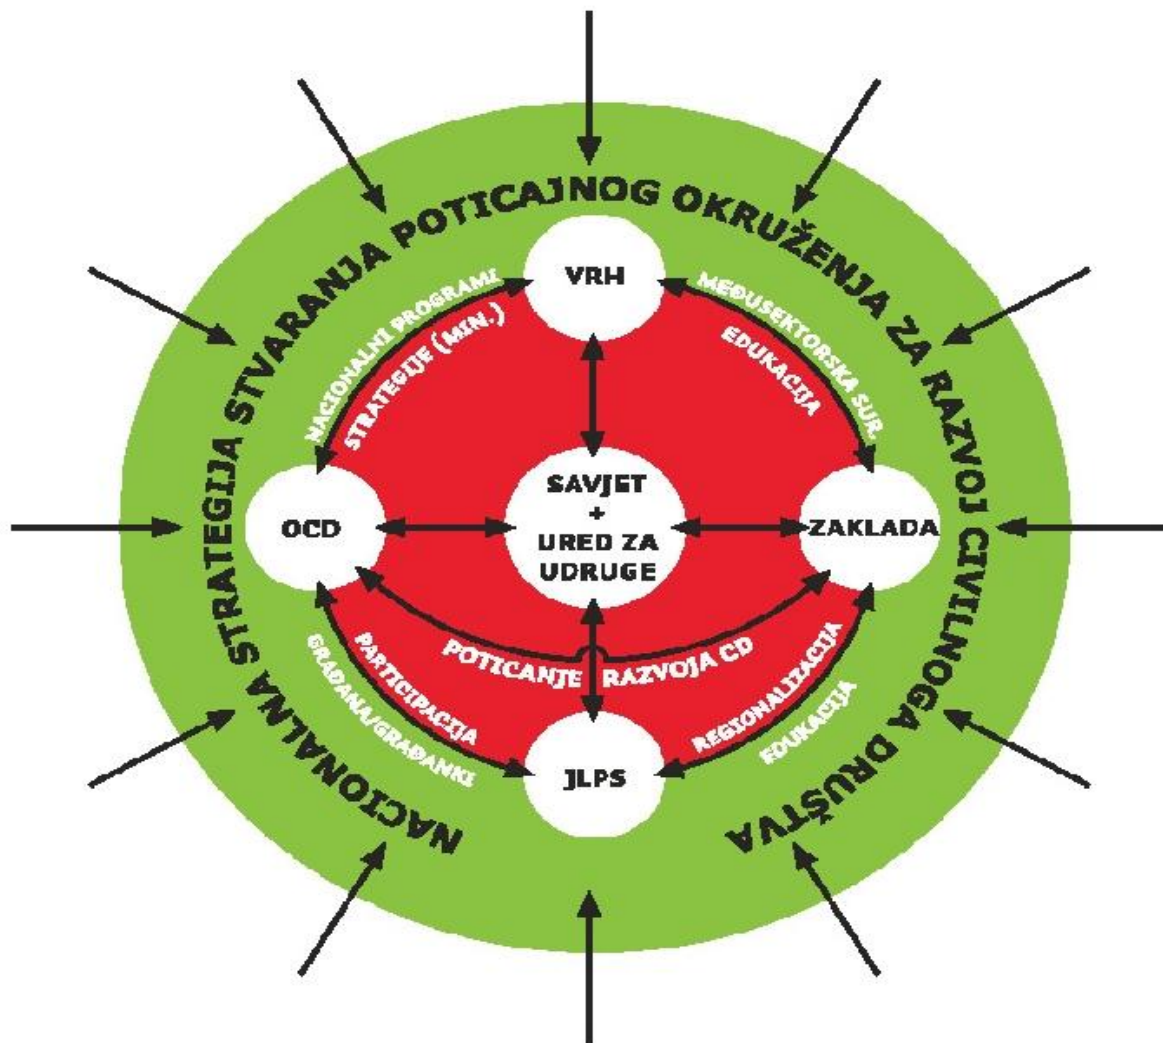 NACIONALNA STRATEGIJA STVARANJA POTICAJNOG OKRUŽENJA ZA RAZVOJ CIVILNOGA DRUŠTVA
VRH
NACIONALNI PROGRAMI
STRATEGIJE (MIN.)
MEĐUSEKTORSKA SUR.
EDUKACIJA
OCD
SAVJET
+
URED ZA
UDRUGE
ZAKLADA
POTICANJE RAZVOJA CD
PARTICIPACIJA
GRAĐANA/GRAĐANKI
REGIONALIZACIJA
EDUKACIJA
JLPS